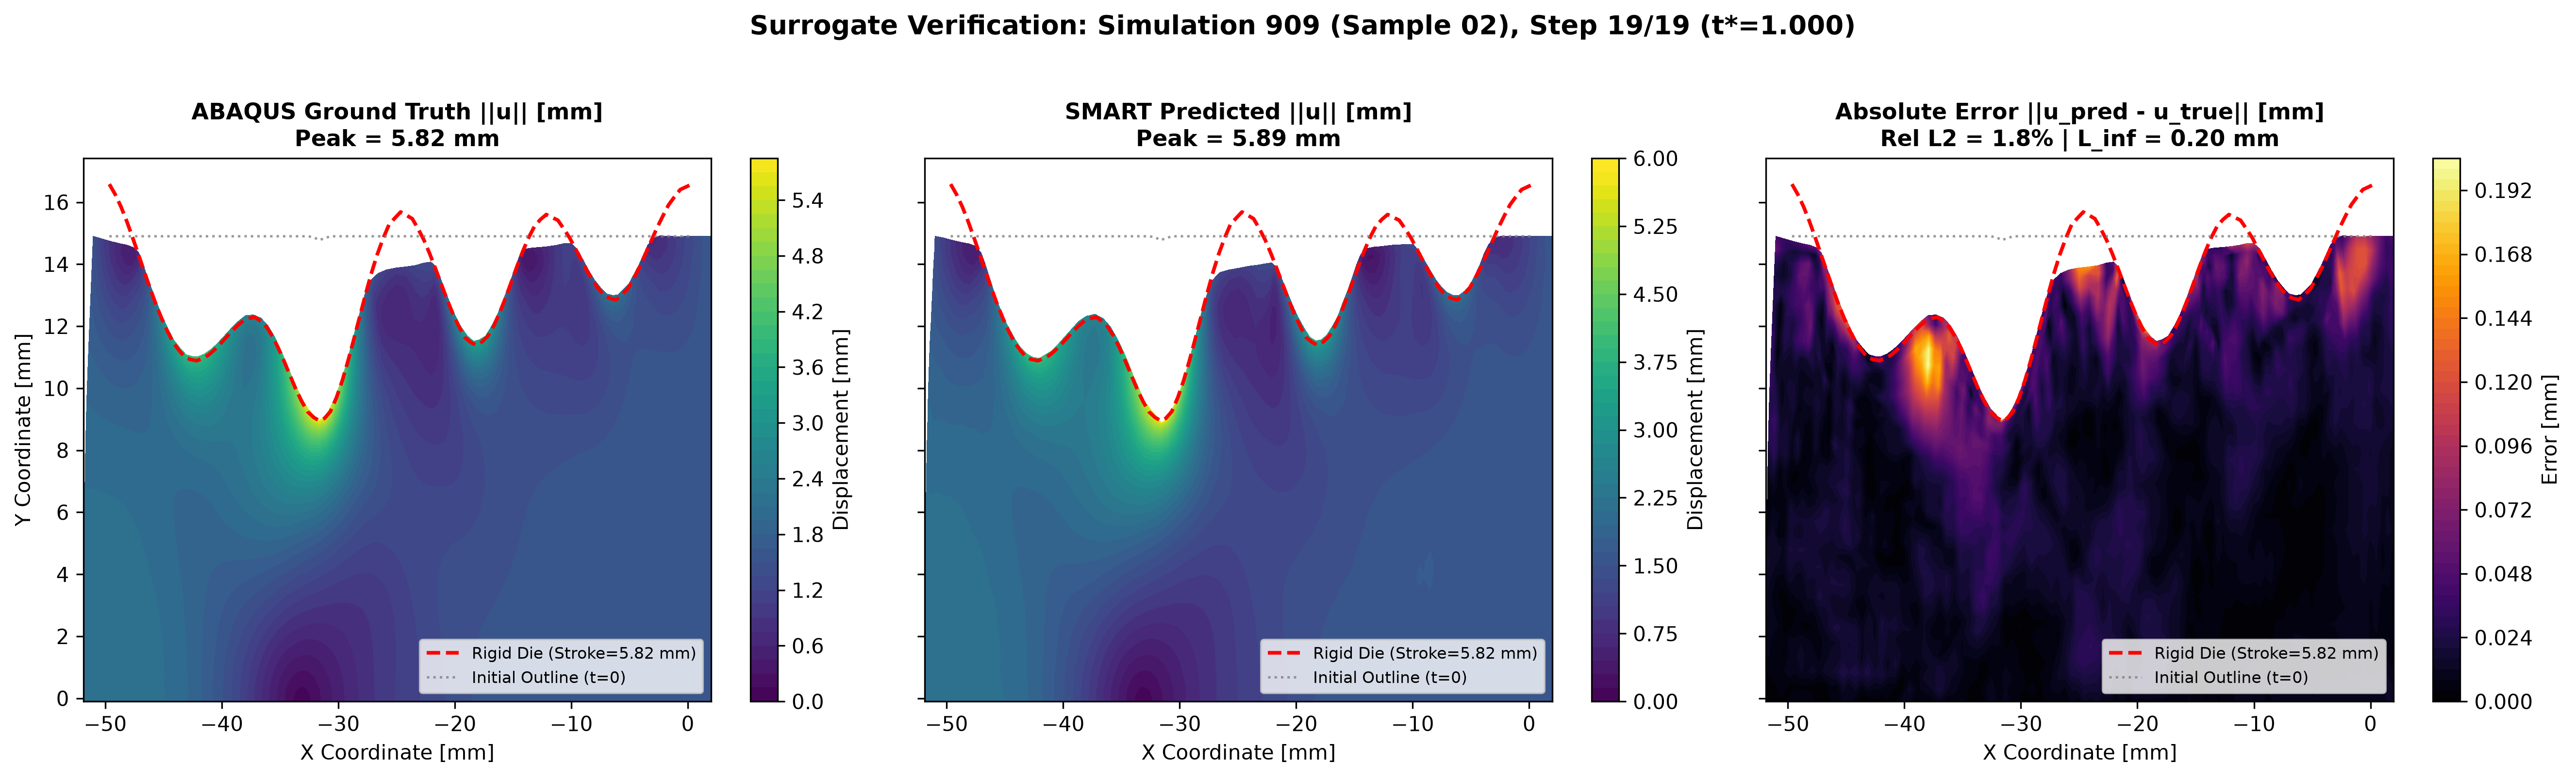 Surrogate Verification: Simulation 909 (Sample 02), Step 19/19 (t*=1.000)
ABAQUS Ground Truth ||u|| [mm]
Peak = 5.82 mm
Y Coordinate [mm]
16
14
12
10
8
6
4
2
0
−50
−40
−30
−20
−10
0
X Coordinate [mm]
Rigid Die (Stroke=5.82 mm)
Initial Outline (t=0)
5.4
4.8
4.2
3.6
3.0
2.4
1.8
1.2
0.6
0.0
Displacement [mm]
SMART Predicted ||u|| [mm]
Peak = 5.89 mm
−50
−40
−30
−20
−10
0
X Coordinate [mm]
Rigid Die (Stroke=5.82 mm)
Initial Outline (t=0)
6.00
5.25
4.50
3.75
3.00
2.25
1.50
0.75
0.00
Displacement [mm]
Absolute Error ||u_pred - u_true|| [mm]
Rel L2 = 1.8% | L_inf = 0.20 mm
−50
−40
−30
−20
−10
0
X Coordinate [mm]
Rigid Die (Stroke=5.82 mm)
Initial Outline (t=0)
0.192
0.168
0.144
0.120
0.096
0.072
0.048
0.024
0.000
Error [mm]